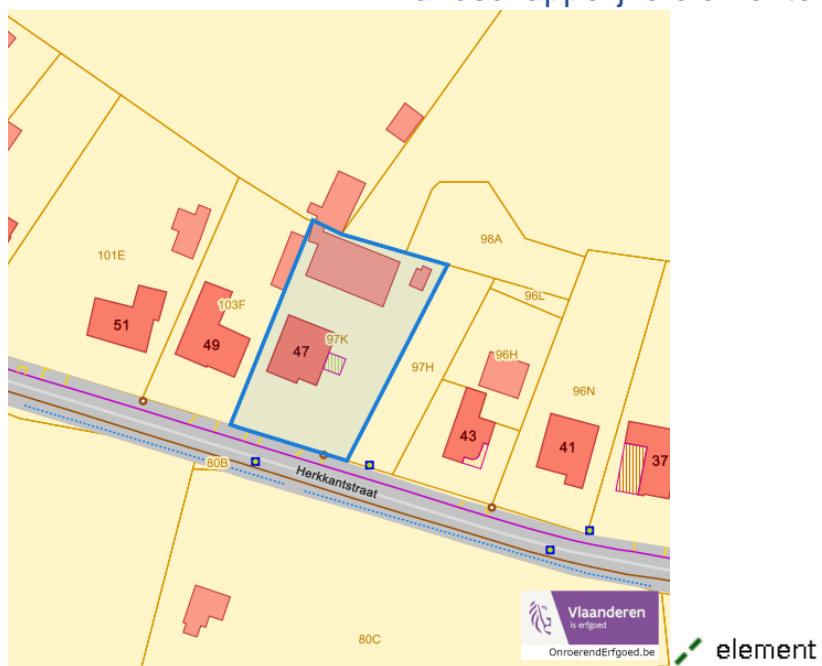 98A
101E
96L
103F
51
49
47
97K
97H
96H
96N
43
41
37
80B
Herkkantstraat
80C
Vlaanderen
is erfgoed
OnroerendErfgoed.be
element